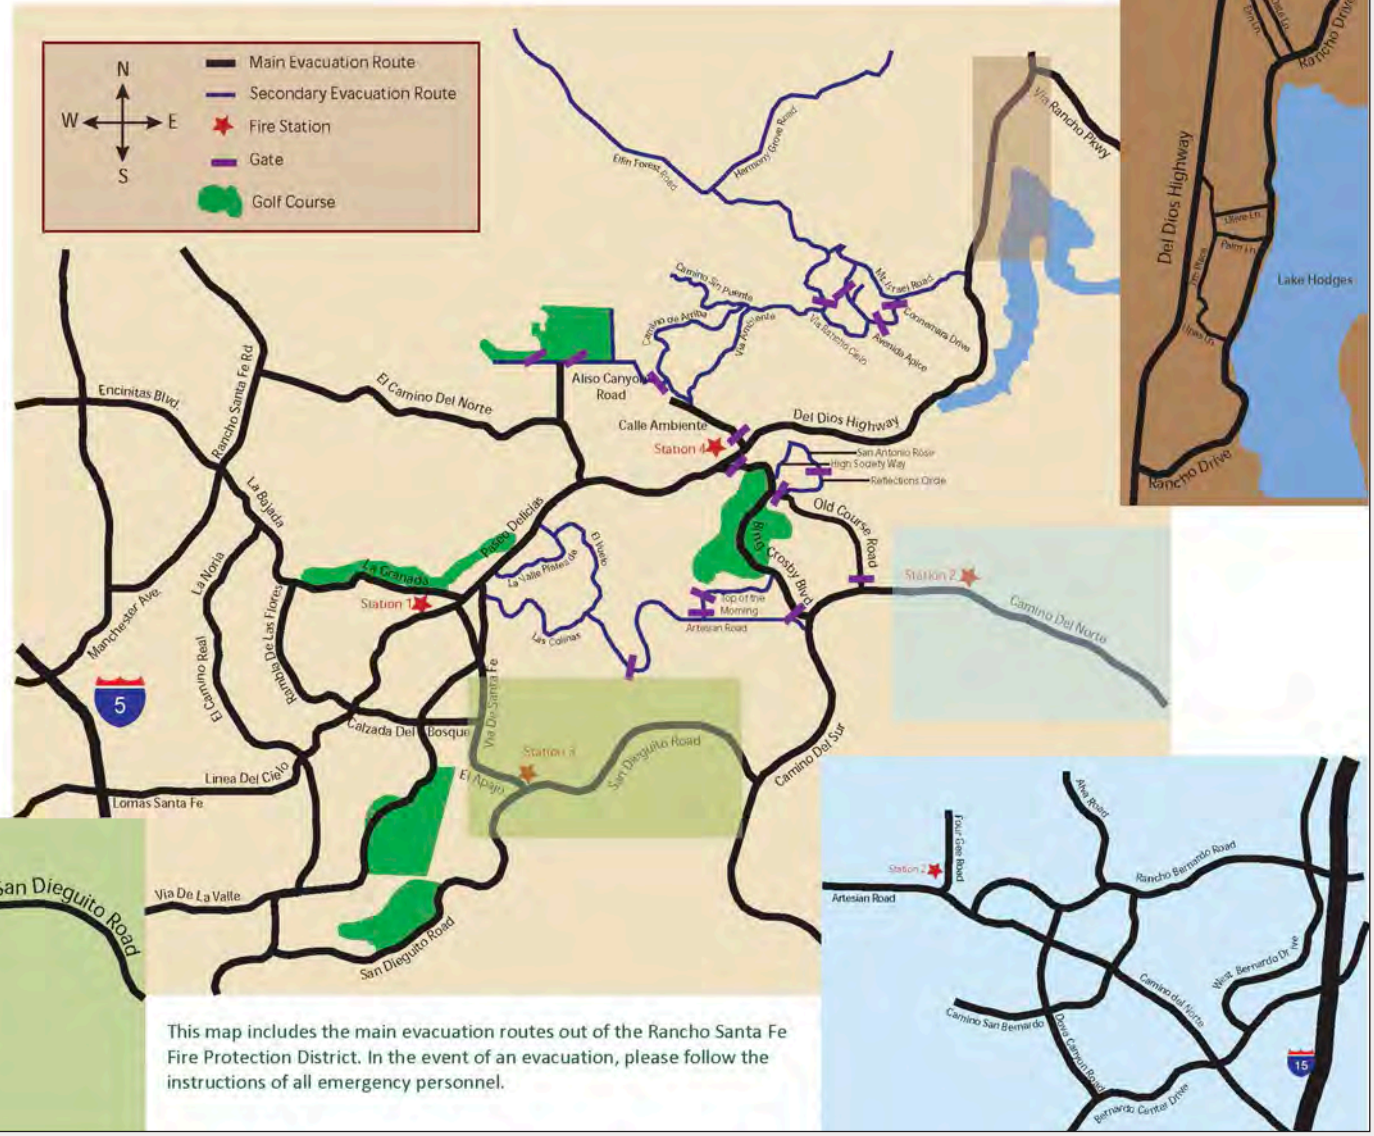 N
W
E
S
Main Evacuation Route
Secondary Evacuation Route
Fire Station
Gate
Golf Course
Elfin Forest Road
Harmony Grove Road
Via Rancho Pkwy
Del Dios Highway
Rancho Drive
Olive Ln.
Palm Ln.
Lake Hodges
Rancho Drive
Camino Sin Puente
Camino de Arriba
Via Ambiente
Mt. Israel Road
Connemara Drive
Avenida Apice
Via Rancho Cielo
Encinitas Blvd.
Rancho Santa Fe Rd
El Camino Del Norte
Aliso Canyon
Road
Calle Ambiente
Station 4
Del Dios Highway
San Antonio Rose
High Society Way
Reflections Circle
Old Course Road
La Bajada
Paseo Delicias
La Granada
La Valle Plateada
El Vuelo
Bing Crosby Blvd
Station 1
Station 2
Camino Del Norte
Top of the
Morning
Artesian Road
Las Colinas
La Noria
Manchester Ave.
El Camino Real
Rambla De Las Flores
5
Calzada Del Bosque
Via De Santa Fe
Station 3
El Apajo
San Dieguito Road
Camino Del Sur
Linea Del Cielo
Lomas Santa Fe
Via De La Valle
San Dieguito Road
San Dieguito Road
Station 2
Four Gee Road
Alva Road
Rancho Bernardo Road
Artesian Road
West Bernardo Drive
Camino del Norte
Camino San Bernardo
Dove Canyon Road
Bernardo Center Drive
15
This map includes the main evacuation routes out of the Rancho Santa Fe
Fire Protection District. In the event of an evacuation, please follow the
instructions of all emergency personnel.